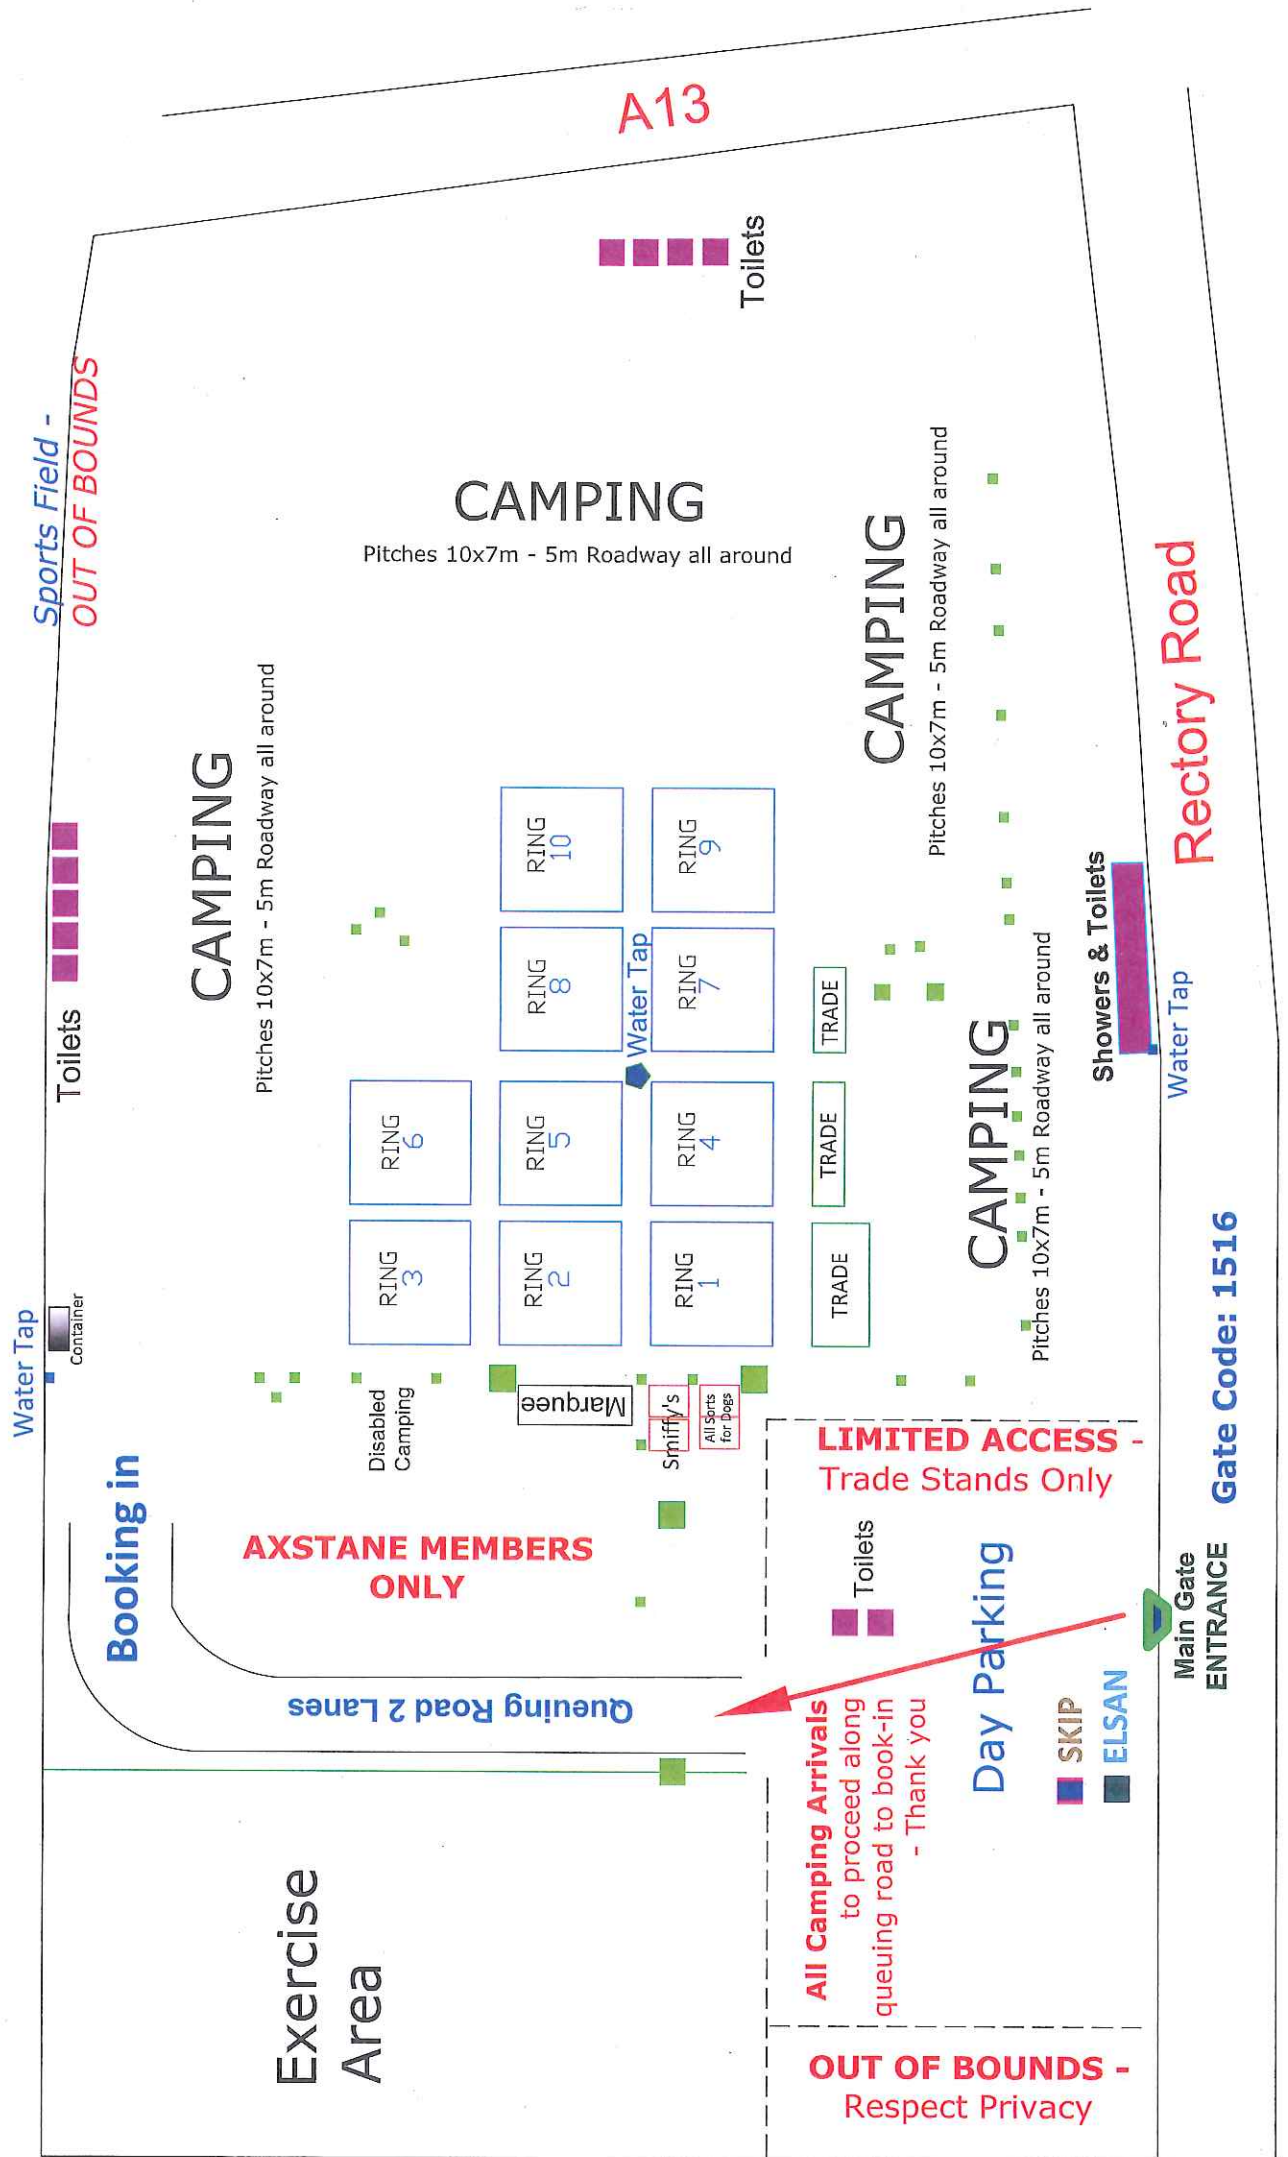 A13
Toilets
Sports Field -
OUT OF BOUNDS
CAMPING
Pitches 10x7m - 5m Roadway all around
CAMPING
Pitches 10x7m - 5m Roadway all around
CAMPING
Pitches 10x7m - 5m Roadway all around
Rectory Road
Toilets
RING
10
RING
9
RING
8
RING
7
Water Tap
RING
6
RING
5
RING
4
RING
3
RING
2
RING
1
TRADE
TRADE
TRADE
CAMPING
Pitches 10x7m - 5m Roadway all around
Showers & Toilets
Water Tap
Water Tap
Container
Disabled
Camping
Marquee
Smiffy's
All Sorts
for Dogs
Gate Code: 1516
LIMITED ACCESS -
Trade Stands Only
Booking in
AXSTANE MEMBERS
ONLY
Toilets
Day Parking
Main Gate
ENTRANCE
Queuing Road 2 Lanes
All Camping Arrivals
to proceed along
queuing road to book-in
- Thank you
SKIP
ELSAN
Exercise
Area
OUT OF BOUNDS -
Respect Privacy